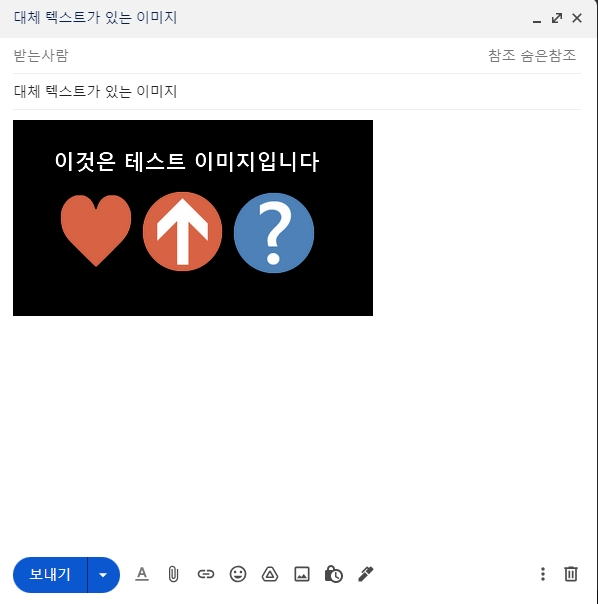 대체 텍스트가 있는 이미지
받는사람 참조 숨은참조
대체 텍스트가 있는 이미지
이것은 테스트 이미지입니다
?
보내기